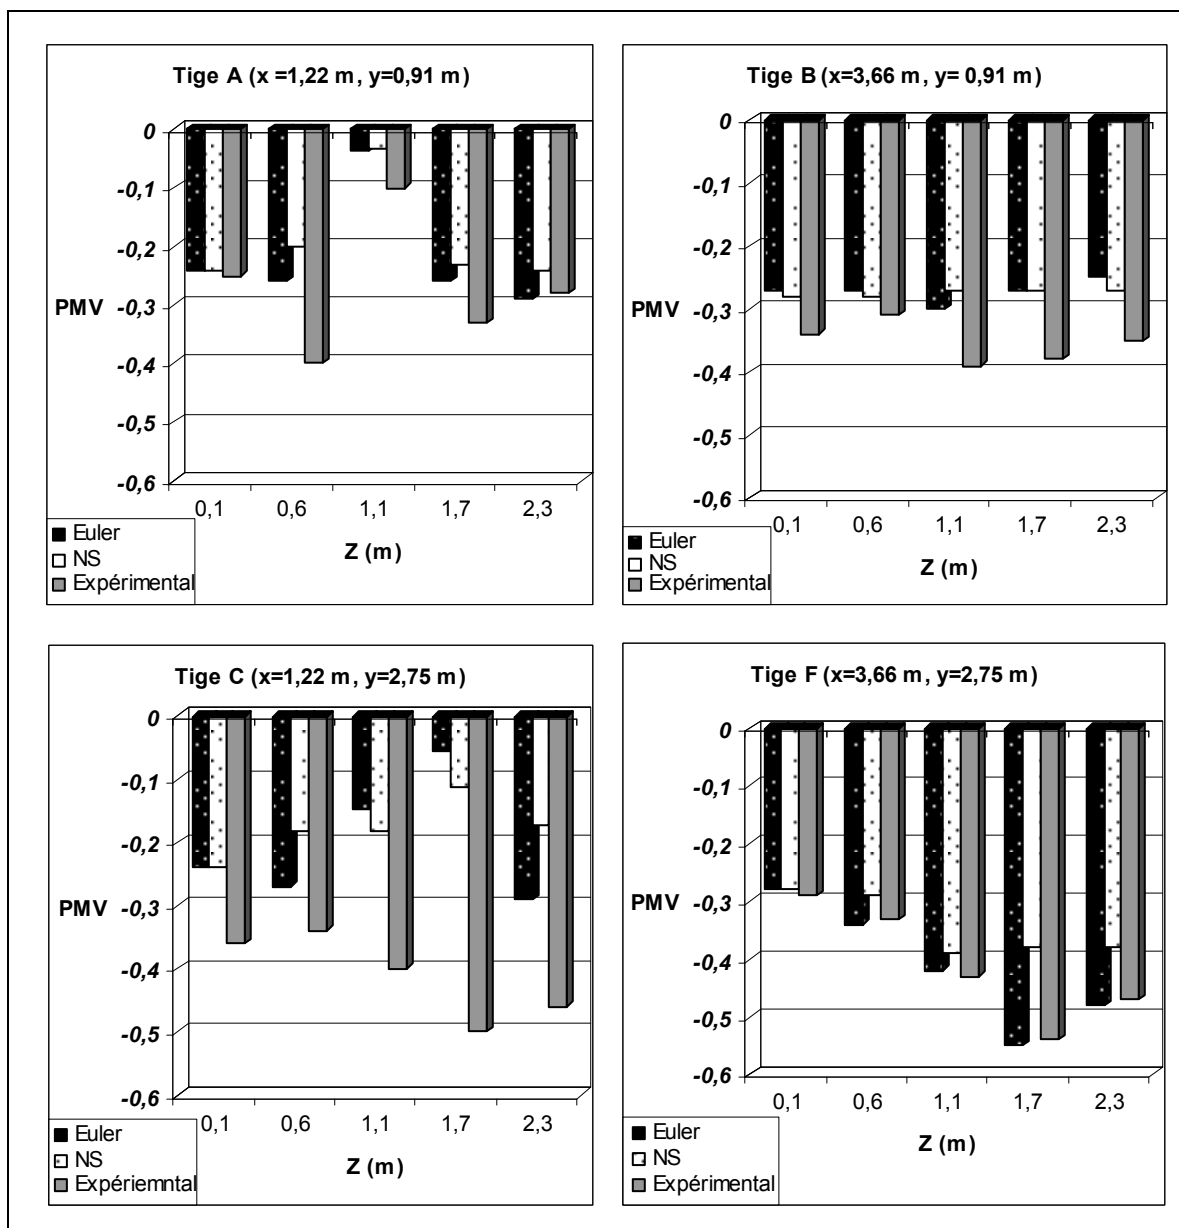 Tige A (x =1,22 m, y=0,91 m)
0
-0,1
-0,2
-0,3
-0,4
-0,5
-0,6
PMV
0,1 0,6 1,1 1,7 2,3
Z (m)
Euler
NS
Expérimental
Tige B (x=3,66 m, y= 0,91 m)
0
-0,1
-0,2
-0,3
-0,4
-0,5
-0,6
PMV
0,1 0,6 1,1 1,7 2,3
Z (m)
Euler
NS
Expérimental
Tige C (x=1,22 m, y=2,75 m)
0
-0,1
-0,2
-0,3
-0,4
-0,5
-0,6
PMV
0,1 0,6 1,1 1,7 2,3
Z (m)
Euler
NS
Expériemntal
Tige F (x=3,66 m, y=2,75 m)
0
-0,1
-0,2
-0,3
-0,4
-0,5
-0,6
PMV
0,1 0,6 1,1 1,7 2,3
Z (m)
Euler
NS
Expérimental